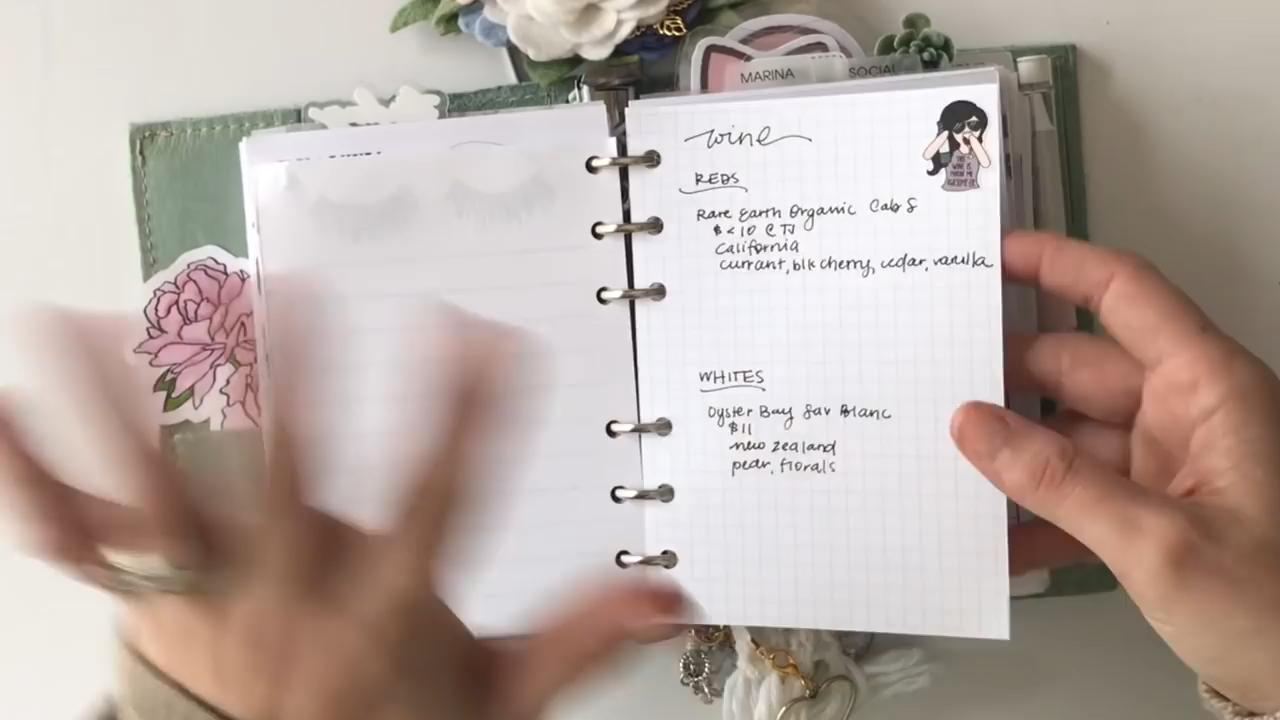 MARINA
SOCIAL
wine
REDS
Rare Earth Organic Cab S
$ < 10 @ TJ
California
currant, blk cherry, cedar, vanilla
WHITES
Oyster Bay Sav Blanc
$11
new zealand
pear, florals